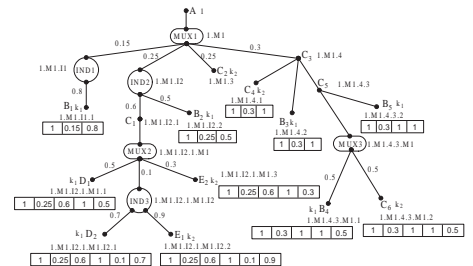 A 1
MUX1 1.M1
0.15 0.25 0.25 0.3
IND1 1.M1.I1
IND2 1.M1.I2
C2 k2
1.M1.3
C3 1.M1.4
0.8
0.6 0.5
C4 k2
1.M1.4.1
1 0.3 1
C5 1.M1.4.3
B1 k1
1.M1.I1.1
1 0.15 0.8
C1 1.M1.I2.1
B2 k1
1.M1.I2.2
1 0.25 0.5
B3 k1
1.M1.4.2
1 0.3 1
B5 k1
1.M1.4.3.2
1 0.3 1 1
MUX2 1.M1.I2.1.M1
MUX3
1.M1.4.3.M1
0.5 0.1 0.3
0.5 0.5
k1 D1
1.M1.I2.1.M1.1
1 0.25 0.6 1 0.5
E2 k2
1.M1.I2.1.M1.3
1 0.25 0.6 1 0.3
IND3
1.M1.I2.1.M1.2
0.7 0.9
k1 B4
1.M1.4.3.M1.1
1 0.3 1 1 0.5
C6 k2
1.M1.4.3.M1.2
1 0.3 1 1 0.5
k1 D2
1.M1.I2.1.M1.I2.1
1 0.25 0.6 1 0.1 0.7
E1 k2
1.M1.I2.1.M1.I2.2
1 0.25 0.6 1 0.1 0.9